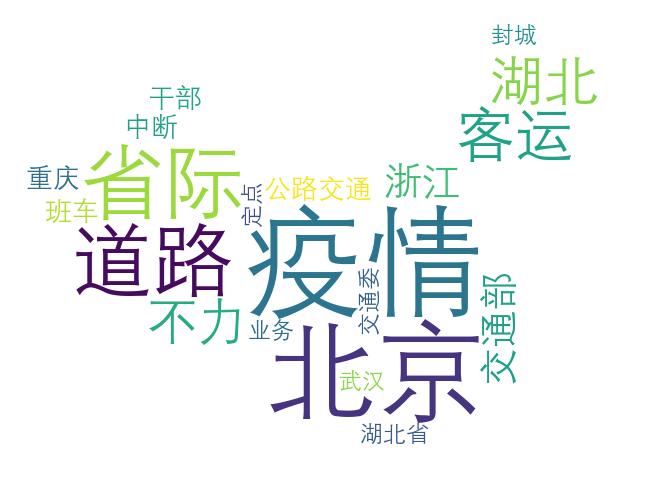 封城
湖北
干部
客运
中断
省际
重庆
公路交通
浙江
定点
班车
疫情
道路
交通委
交通部
不力
业务
北京
武汉
湖北省